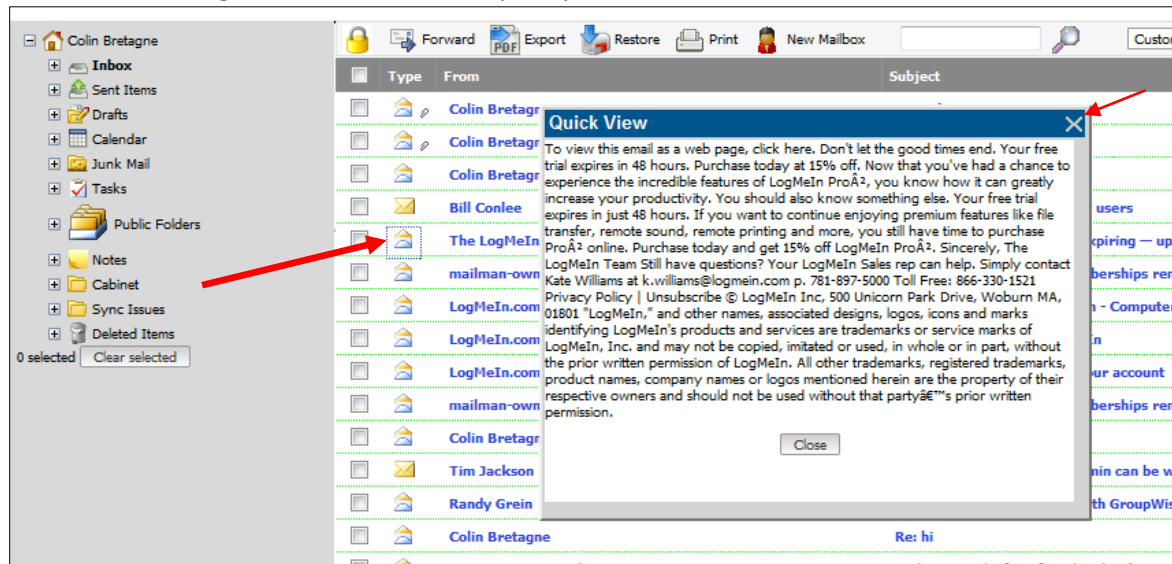 Colin Bretagne
Inbox
Sent Items
Drafts
Calendar
Junk Mail
Tasks
Public Folders
Notes
Cabinet
Sync Issues
Deleted Items
0 selected Clear selected
Forward PDF Export Restore Print New Mailbox
Type From Subject
Colin Bretagr
Colin Bretagr
Colin Bretagr
Bill Conlee users
The LogMeIn xpiring — up
mailman-own berships ren
LogMeIn.com n - Computer
LogMeIn.com In
LogMeIn.com ur account
mailman-own berships ren
Colin Bretagr
Tim Jackson min can be w
Randy Grein th GroupWis
Colin Bretagne Re: hi
Quick View
To view this email as a web page, click here. Don't let the good times end. Your free
trial expires in 48 hours. Purchase today at 15% off. Now that you've had a chance to
experience the incredible features of LogMeIn ProÂ², you know how it can greatly
increase your productivity. You should also know something else. Your free trial
expires in just 48 hours. If you want to continue enjoying premium features like file
transfer, remote sound, remote printing and more, you still have time to purchase
ProÂ² online. Purchase today and get 15% off LogMeIn ProÂ². Sincerely, The
LogMeIn Team Still have questions? Your LogMeIn Sales rep can help. Simply contact
Kate Williams at k.williams@logmein.com p. 781-897-5000 Toll Free: 866-330-1521
Privacy Policy | Unsubscribe © LogMeIn Inc, 500 Unicorn Park Drive, Woburn MA,
01801 "LogMeIn," and other names, associated designs, logos, icons and marks
identifying LogMeIn's products and services are trademarks or service marks of
LogMeIn, Inc. and may not be copied, imitated or used, in whole or in part, without
the prior written permission of LogMeIn. All other trademarks, registered trademarks,
product names, company names or logos mentioned herein are the property of their
respective owners and should not be used without that partyâ€™s prior written
permission.
Close